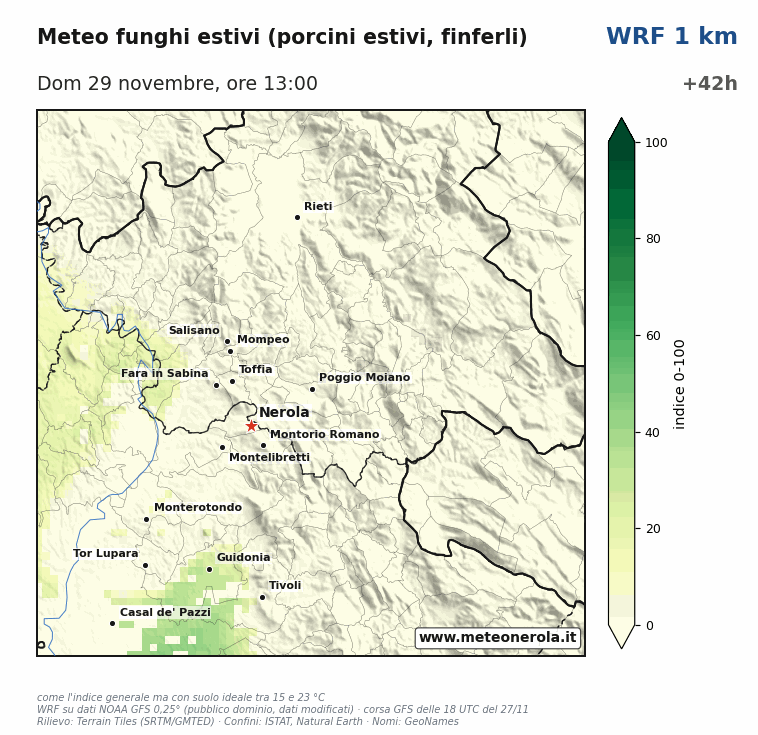 Meteo funghi estivi (porcini estivi, finferli)
WRF 1 km
Dom 29 novembre, ore 13:00
+42h
Rieti
Salisano
Mompeo
Fara in Sabina
Toffia
Poggio Moiano
Nerola
Montorio Romano
Montelibretti
Monterotondo
Tor Lupara
Guidonia
Tivoli
Casal de' Pazzi
www.meteonerola.it
100
80
60
40
20
0
indice 0-100
come l'indice generale ma con suolo ideale tra 15 e 23 °C
WRF su dati NOAA GFS 0,25° (pubblico dominio, dati modificati) · corsa GFS delle 18 UTC del 27/11
Rilievo: Terrain Tiles (SRTM/GMTED) · Confini: ISTAT, Natural Earth · Nomi: GeoNames